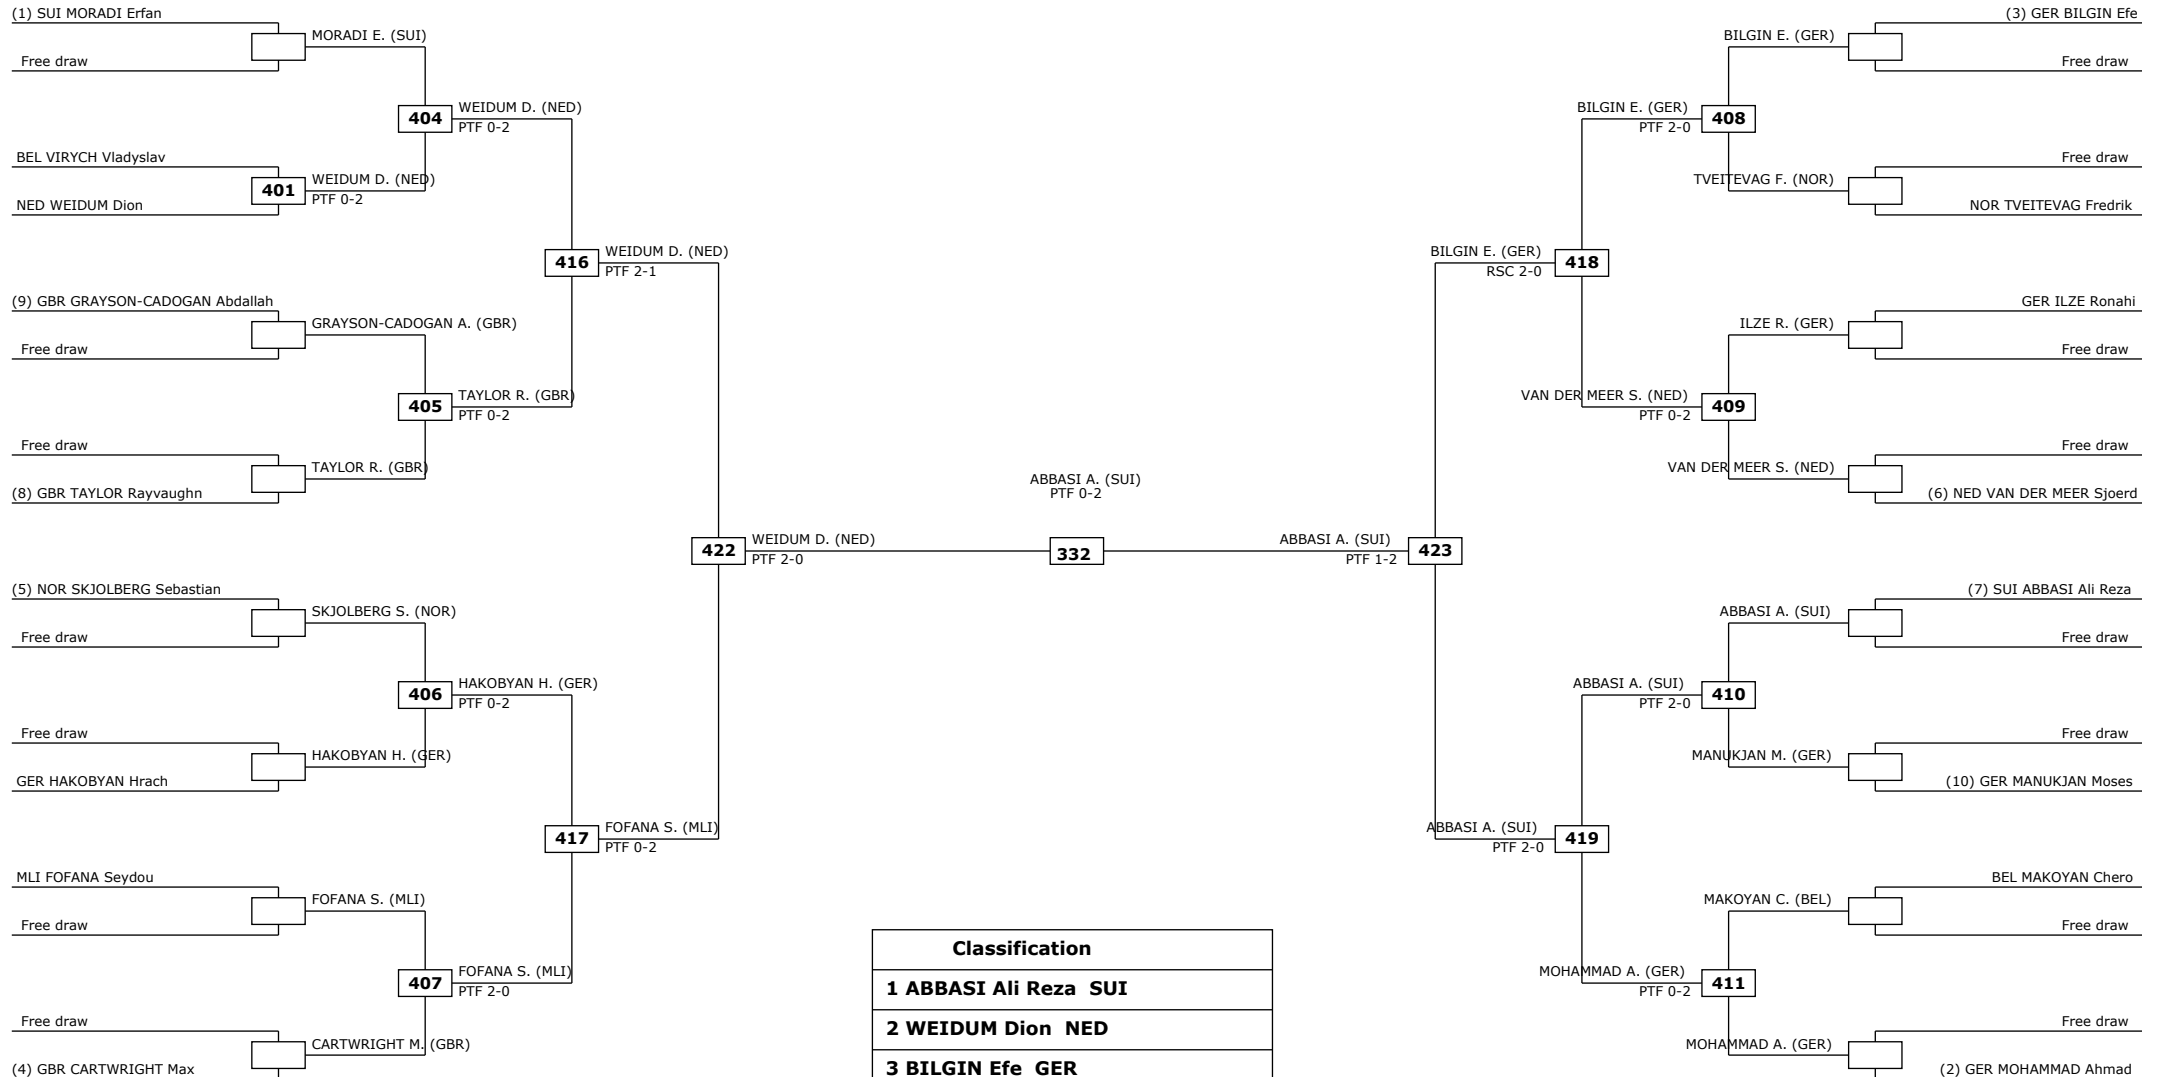 (1) SUI MORADI Erfan
MORADI E. (SUI)
Free draw
404
WEIDUM D. (NED)
PTF 0-2
BEL VIRYCH Vladyslav
401
WEIDUM D. (NED)
PTF 0-2
NED WEIDUM Dion
416
WEIDUM D. (NED)
PTF 2-1
(9) GBR GRAYSON-CADOGAN Abdallah
GRAYSON-CADOGAN A. (GBR)
Free draw
405
TAYLOR R. (GBR)
PTF 0-2
Free draw
TAYLOR R. (GBR)
(8) GBR TAYLOR Rayvaughn
422
WEIDUM D. (NED)
PTF 2-0
(5) NOR SKJOLBERG Sebastian
SKJOLBERG S. (NOR)
Free draw
406
HAKOBYAN H. (GER)
PTF 0-2
Free draw
HAKOBYAN H. (GER)
GER HAKOBYAN Hrach
417
FOFANA S. (MLI)
PTF 0-2
MLI FOFANA Seydou
FOFANA S. (MLI)
Free draw
407
FOFANA S. (MLI)
PTF 2-0
Free draw
CARTWRIGHT M. (GBR)
(4) GBR CARTWRIGHT Max
ABBASI A. (SUI)
PTF 0-2
332
(3) GER BILGIN Efe
BILGIN E. (GER)
Free draw
BILGIN E. (GER)
PTF 2-0
408
Free draw
TVEITEVAG F. (NOR)
NOR TVEITEVAG Fredrik
BILGIN E. (GER)
RSC 2-0
418
GER ILZE Ronahi
ILZE R. (GER)
Free draw
VAN DER MEER S. (NED)
PTF 0-2
409
Free draw
VAN DER MEER S. (NED)
(6) NED VAN DER MEER Sjoerd
ABBASI A. (SUI)
PTF 1-2
423
(7) SUI ABBASI Ali Reza
ABBASI A. (SUI)
Free draw
ABBASI A. (SUI)
PTF 2-0
410
Free draw
MANUKJAN M. (GER)
(10) GER MANUKJAN Moses
ABBASI A. (SUI)
PTF 2-0
419
BEL MAKOYAN Chero
MAKOYAN C. (BEL)
Free draw
MOHAMMAD A. (GER)
PTF 0-2
411
Free draw
MOHAMMAD A. (GER)
(2) GER MOHAMMAD Ahmad
Classification
1 ABBASI Ali Reza SUI
2 WEIDUM Dion NED
3 BILGIN Efe GER